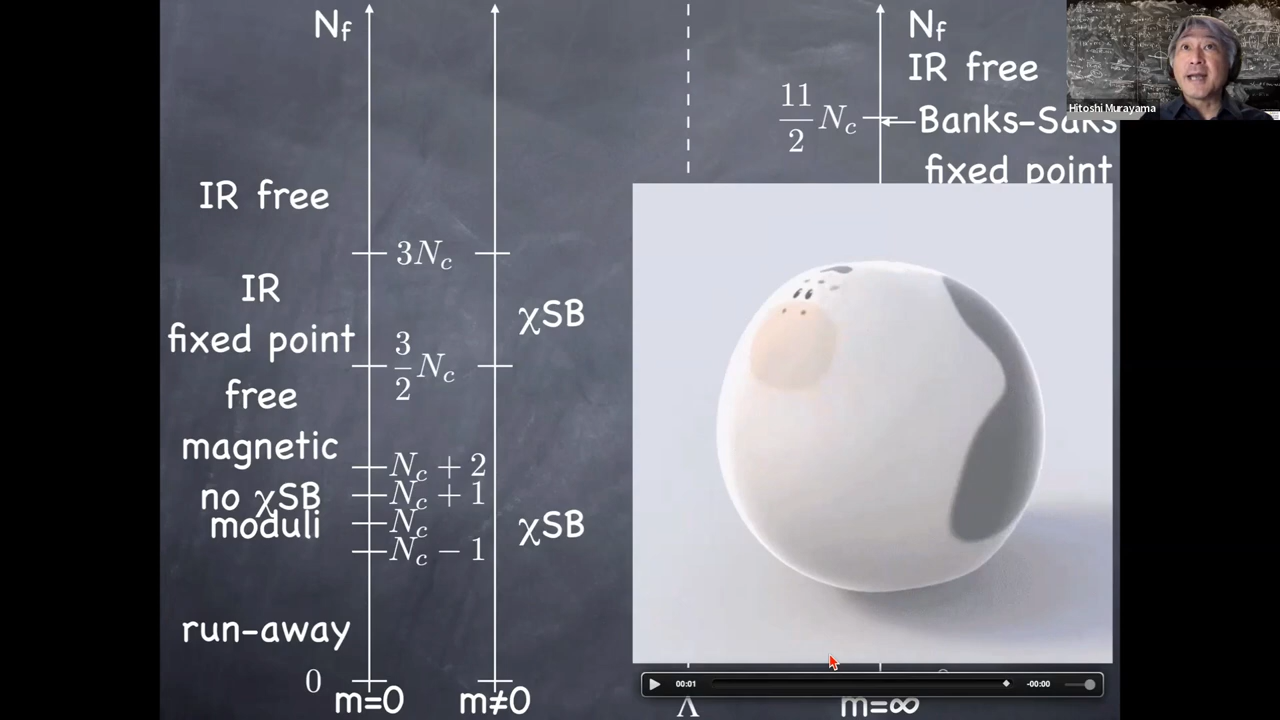 N_f
N_f
IR free
Hitoshi Murayama
11/2 N_c
Banks-Saks
fixed point
IR free
3N_c
IR
fixed point
χSB
3/2 N_c
free
magnetic
N_c + 2
no χSB
N_c + 1
moduli
N_c
χSB
N_c − 1
run-away
0
00:01
-00:00
m=0
m≠0
Λ
m=∞